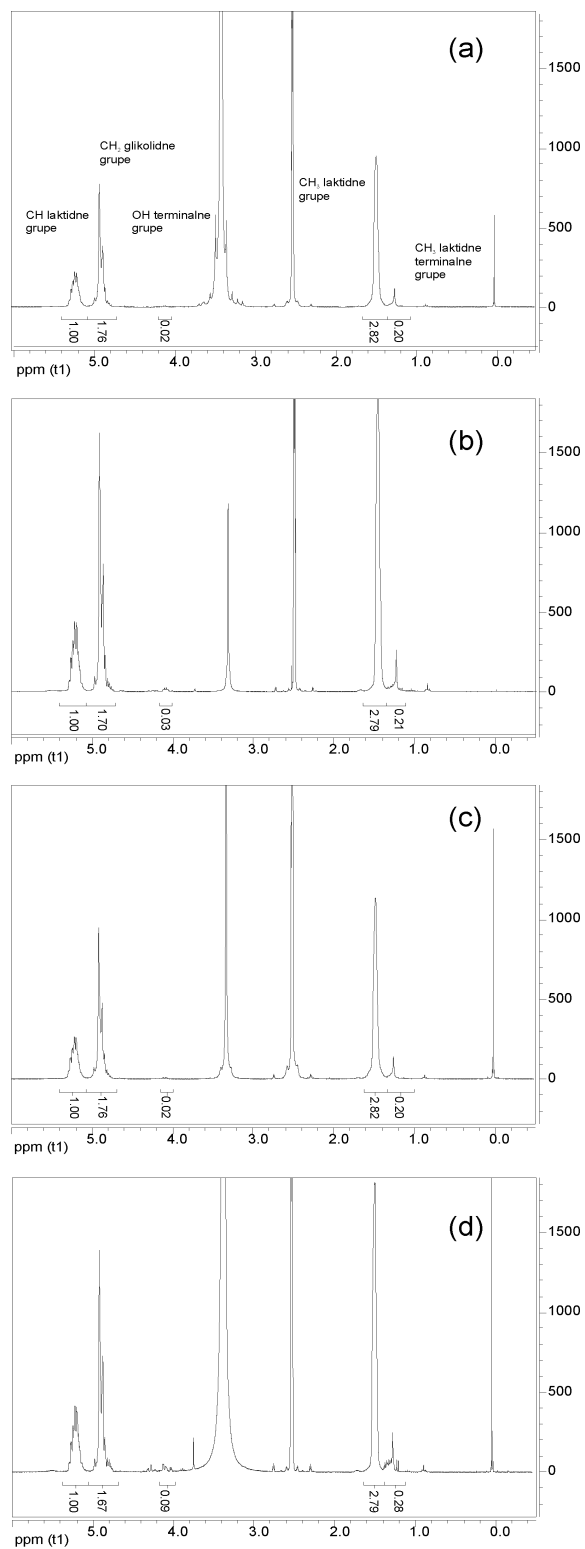 (a)
1500
1000
500
0
CH₂ glikolidne
grupe
CH laktidne
grupe
OH terminalne
grupe
CH₃ laktidne
grupe
CH₃ laktidne
terminalne
grupe
1.00 1.76 0.02 2.82 0.20
5.0 4.0 3.0 2.0 1.0 0.0
ppm (t1)
(b)
1500
1000
500
0
1.00 1.70 0.03 2.79 0.21
5.0 4.0 3.0 2.0 1.0 0.0
ppm (t1)
(c)
1500
1000
500
0
1.00 1.76 0.02 2.82 0.20
5.0 4.0 3.0 2.0 1.0 0.0
ppm (t1)
(d)
1500
1000
500
0
1.00 1.67 0.09 2.79 0.28
5.0 4.0 3.0 2.0 1.0 0.0
ppm (t1)